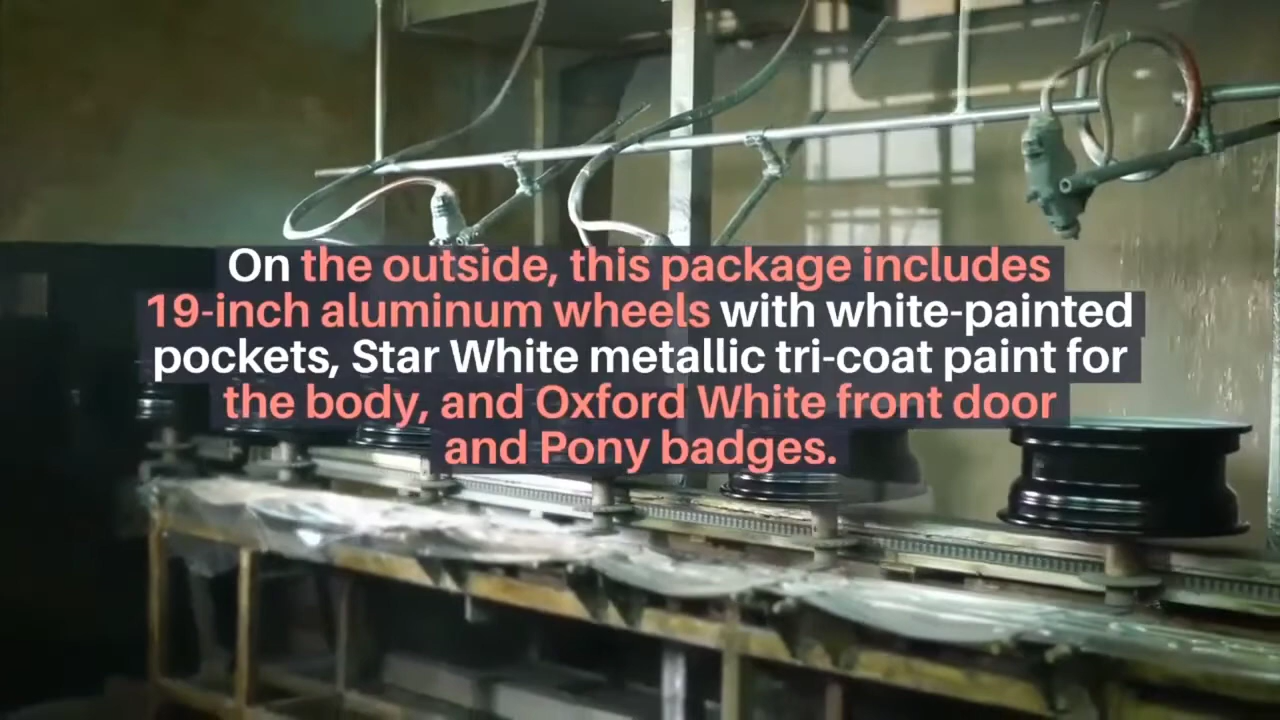 On the outside, this package includes
19-inch aluminum wheels with white-painted
pockets, Star White metallic tri-coat paint for
the body, and Oxford White front door
and Pony badges.